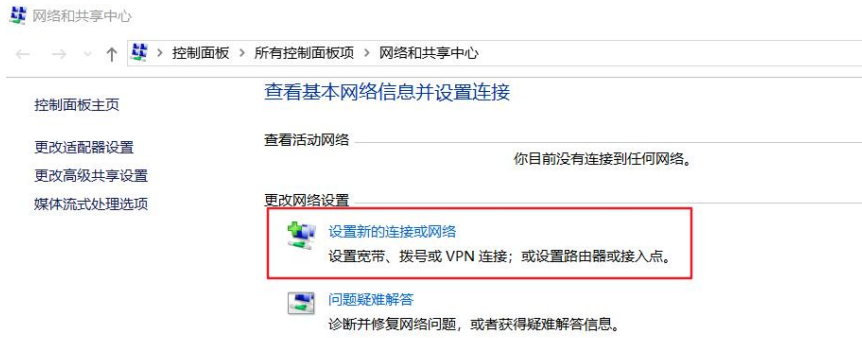 网络和共享中心
控制面板 > 所有控制面板项 > 网络和共享中心
控制面板主页
更改适配器设置
更改高级共享设置
媒体流式处理选项
查看基本网络信息并设置连接
查看活动网络
你目前没有连接到任何网络。
更改网络设置
设置新的连接或网络
设置宽带、拨号或 VPN 连接；或设置路由器或接入点。
问题疑难解答
诊断并修复网络问题，或者获得疑难解答信息。